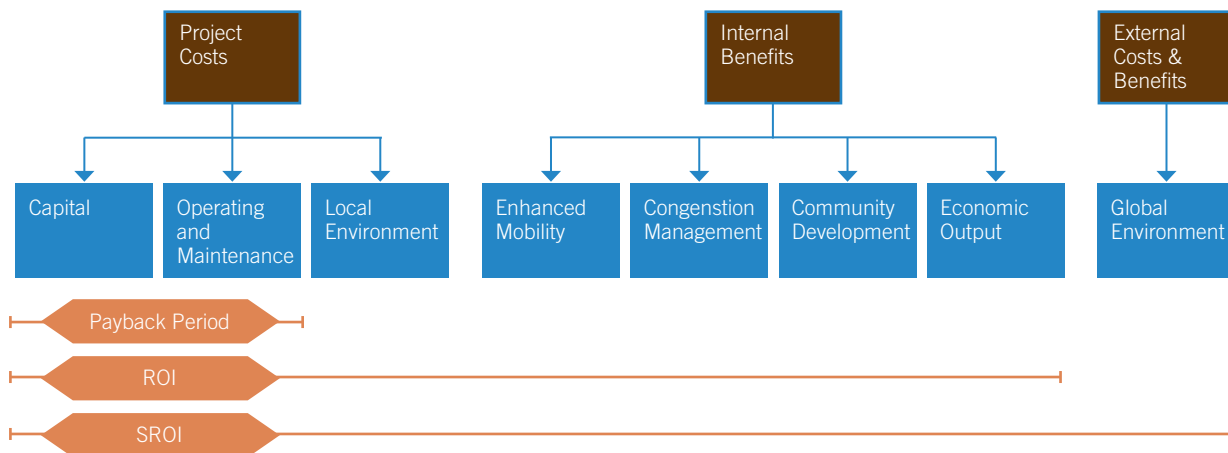 Project
Costs
Internal
Benefits
External
Costs &
Benefits
Capital
Operating
and
Maintenance
Local
Environment
Enhanced
Mobility
Congenstion
Management
Community
Development
Economic
Output
Global
Environment
Payback Period
ROI
SROI